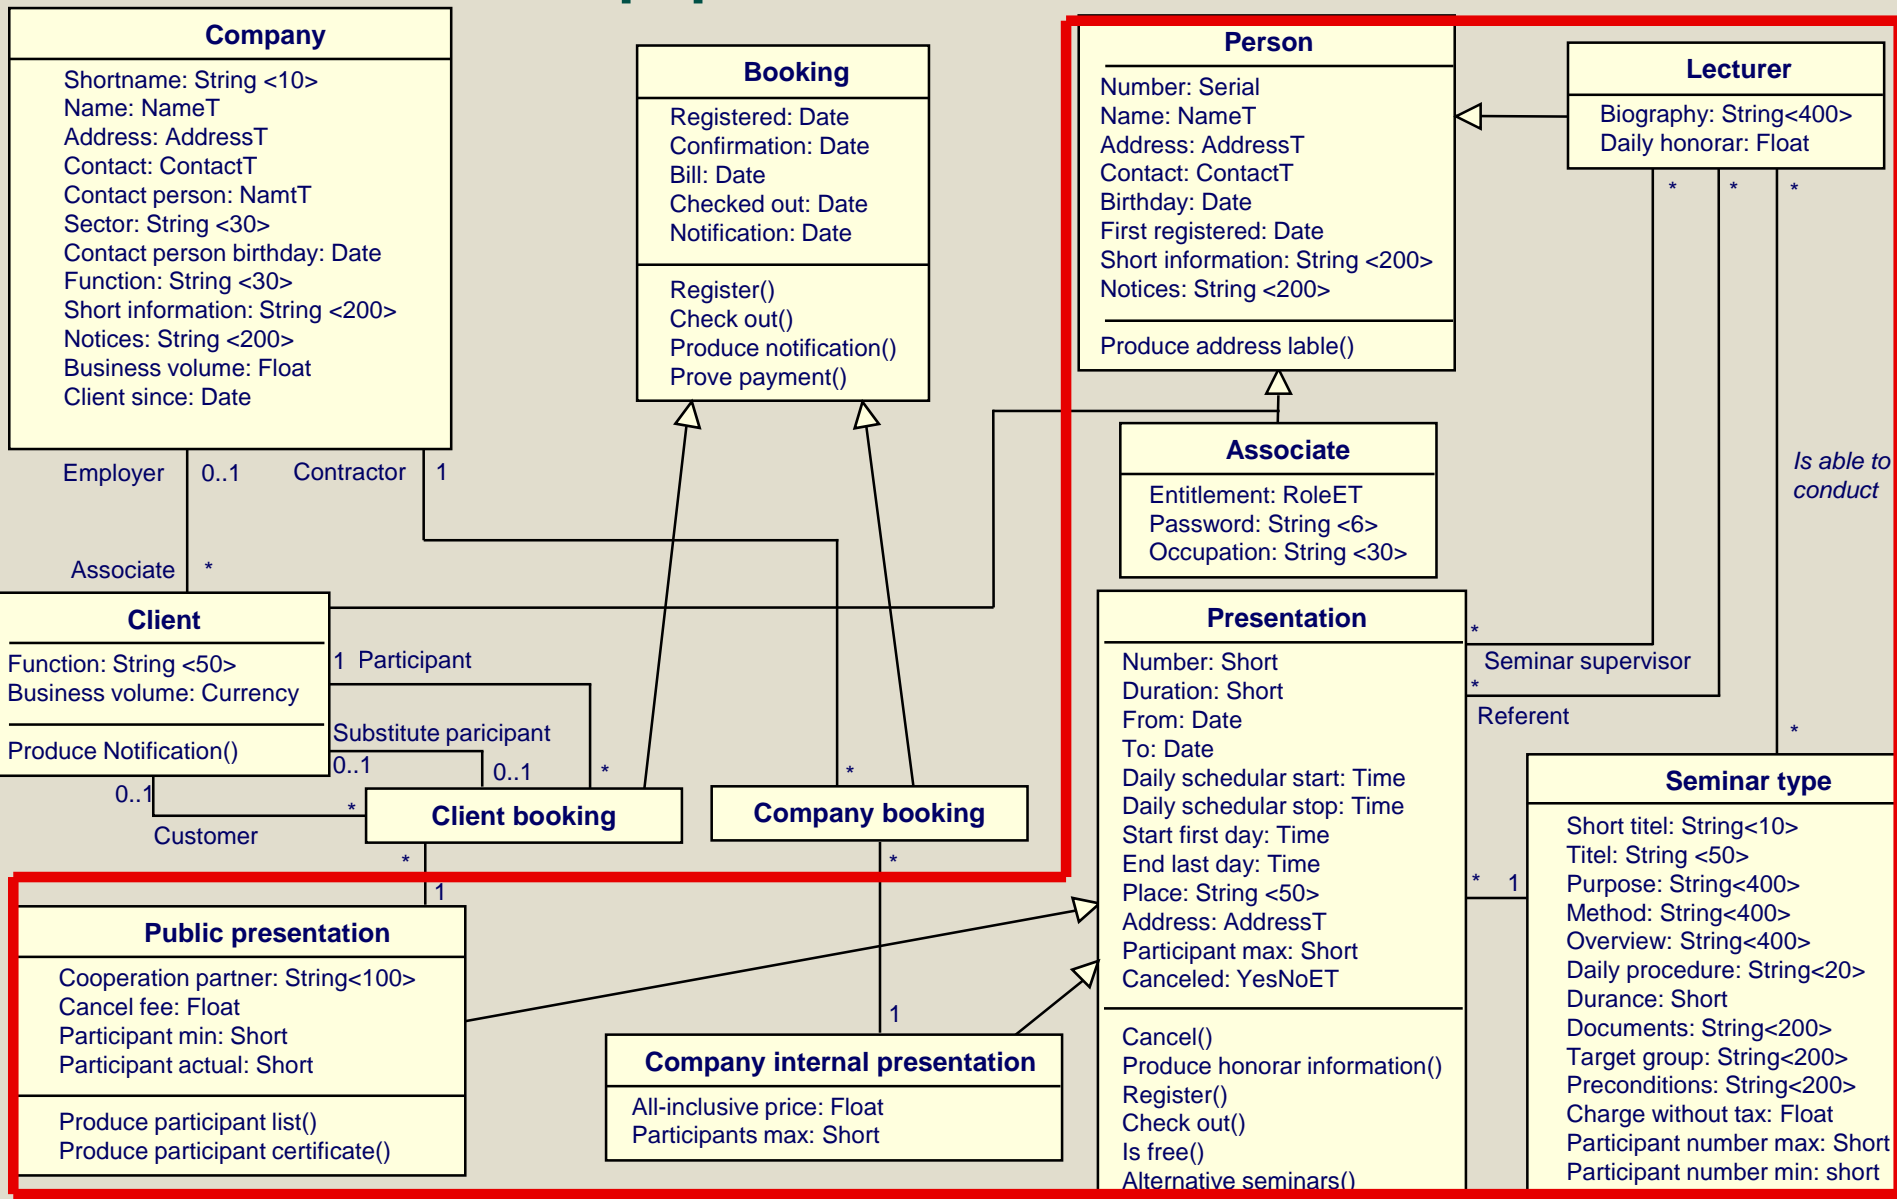 Company
Shortname: String <10>
Name: NameT
Address: AddressT
Contact: ContactT
Contact person: NamtT
Sector: String <30>
Contact person birthday: Date
Function: String <30>
Short information: String <200>
Notices: String <200>
Business volume: Float
Client since: Date
Booking
Registered: Date
Confirmation: Date
Bill: Date
Checked out: Date
Notification: Date
Register()
Check out()
Produce notification()
Prove payment()
Person
Number: Serial
Name: NameT
Address: AddressT
Contact: ContactT
Birthday: Date
First registered: Date
Short information: String <200>
Notices: String <200>
Produce address lable()
Lecturer
Biography: String<400>
Daily honorar: Float
* * *
Employer 0..1 Contractor 1
Associate *
Associate
Entitlement: RoleET
Password: String <6>
Occupation: String <30>
Is able to
conduct
Client
Function: String <50>
Business volume: Currency
Produce Notification()
1 Participant
Substitute paricipant
0..1 0..1 * *
0..1 *
Customer
Client booking
Company booking
* *
1
1
Presentation
Number: Short
Duration: Short
From: Date
To: Date
Daily schedular start: Time
Daily schedular stop: Time
Start first day: Time
End last day: Time
Place: String <50>
Address: AddressT
Participant max: Short
Canceled: YesNoET
Cancel()
Produce honorar information()
Register()
Check out()
Is free()
Alternative seminars()
*
Seminar supervisor
*
Referent
*
* 1
Seminar type
Short titel: String<10>
Titel: String <50>
Purpose: String<400>
Method: String<400>
Overview: String<400>
Daily procedure: String<20>
Durance: Short
Documents: String<200>
Target group: String<200>
Preconditions: String<200>
Charge without tax: Float
Participant number max: Short
Participant number min: short
Public presentation
Cooperation partner: String<100>
Cancel fee: Float
Participant min: Short
Participant actual: Short
Produce participant list()
Produce participant certificate()
Company internal presentation
All-inclusive price: Float
Participants max: Short